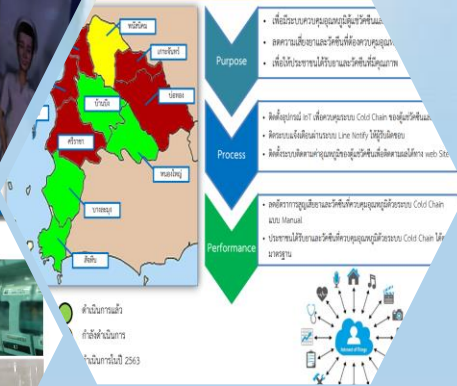 พนัสนิคม
เกาะจันทร์
บ่อทอง
บ้านบึง
ศรีราชา
หนองใหญ่
บางละมุง
สัตหีบ
ดำเนินการแล้ว
กำลังดำเนินการ
ดำเนินการในปี 2563
Purpose
เพื่อมีระบบควบคุมอุณหภูมิตู้แช่วัคซีนและ
ลดความเสี่ยงยาและวัคซีนที่ต้องควบคุม
เพื่อให้ประชาชนได้รับยาและวัคซีนที่มีคุณภาพ
Process
ติดตั้งอุปกรณ์ IoT เพื่อควบคุมระบบ Cold Chain ของตู้แช่วัคซีน
ติดระบบแจ้งเตือนผ่านระบบ Line Notify ให้ผู้รับผิดชอบ
ติดตั้งระบบติดตามค่าอุณหภูมิของตู้แช่วัคซีนเพื่อติดตามผลได้ทาง web Site
Performance
ลดอัตราการสูญเสียยาและวัคซีนที่ควบคุมอุณหภูมิด้วยระบบ Cold Chain
แบบ Manual
ประชาชนได้รับยาและวัคซีนที่ควบคุมอุณหภูมิด้วยระบบ Cold Chain ได้
มาตรฐาน
Internet of Things